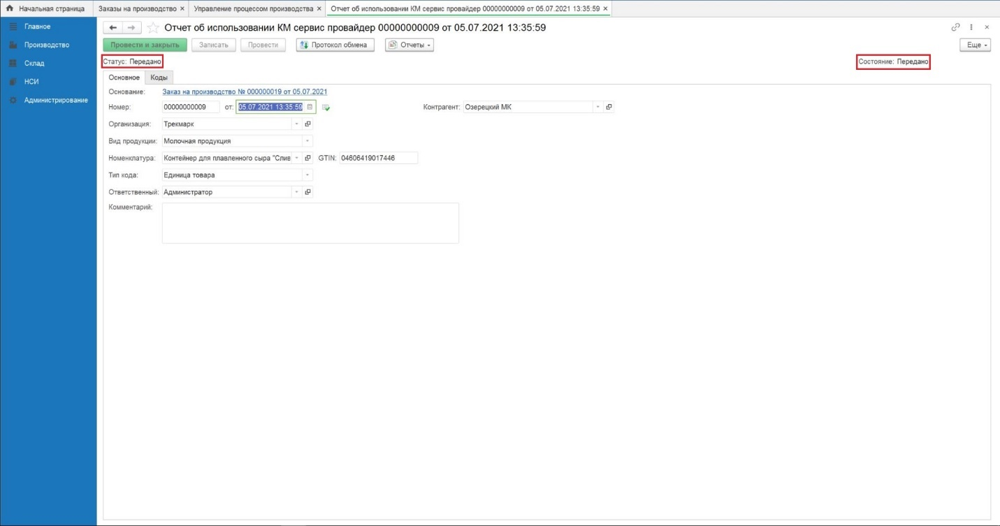 Начальная страница Заказы на производство × Управление процессом производства × Отчет об использовании КМ сервис провайдер 00000000009 от 05.07.2021 13:35:59 ×
Главное
Производство
Склад
НСИ
Администрирование
Отчет об использовании КМ сервис провайдер 00000000009 от 05.07.2021 13:35:59
Провести и закрыть Записать Провести Протокол обмена Отчеты Еще
Статус: Передано Состояние: Передано
Основное Коды
Основание: Заказ на производство № 000000019 от 05.07.2021
Номер: 00000000009 от: 05.07.2021 13:35:59 Контрагент: Озерецкий МК
Организация: Трекмарк
Вид продукции: Молочная продукция
Номенклатура: Контейнер для плавленного сыра "Слив GTIN: 04606419017446
Тип кода: Единица товара
Ответственный: Администратор
Комментарий: